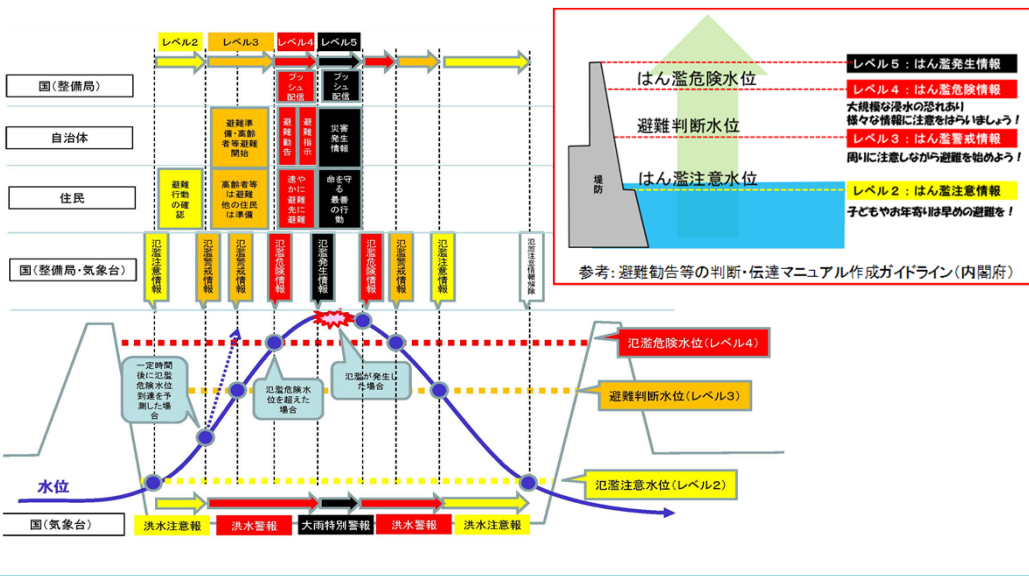 レベル2
レベル3
レベル4
レベル5
国(整備局)
プッシュ配信
プッシュ配信
自治体
避難準
備・高齢
者等避難
開始
避難勧告
避難指示
災害
発生
情報
住民
避難
行動
の確
認
高齢者等
は避難
他の住民
は準備
速や
かに
避難
先に
避難
命を守
る
最善
の行
動
国(整備局・気象台)
氾濫注意情報
氾濫警戒情報
氾濫警戒情報
氾濫危険情報
氾濫発生情報
氾濫危険情報
氾濫警戒情報
氾濫注意情報
氾濫注意情報解除
一定時間
後に氾濫
危険水位
到達を予
測した場
合
氾濫危険水
位を超えた
場合
氾濫が発生し
た場合
氾濫危険水位(レベル4)
避難判断水位(レベル3)
氾濫注意水位(レベル2)
水位
国(気象台)
洪水注意報
洪水警報
大雨特別警報
洪水警報
洪水注意報
はん濫危険水位
避難判断水位
はん濫注意水位
堤防
レベル5:はん濫発生情報
レベル4:はん濫危険情報
大規模な浸水の恐れあり
様々な情報に注意をはらいましょう!
レベル3:はん濫警戒情報
周りに注意しながら避難を始めよう!
レベル2:はん濫注意情報
子どもやお年寄りは早めの避難を!
参考:避難勧告等の判断・伝達マニュアル作成ガイドライン(内閣府)